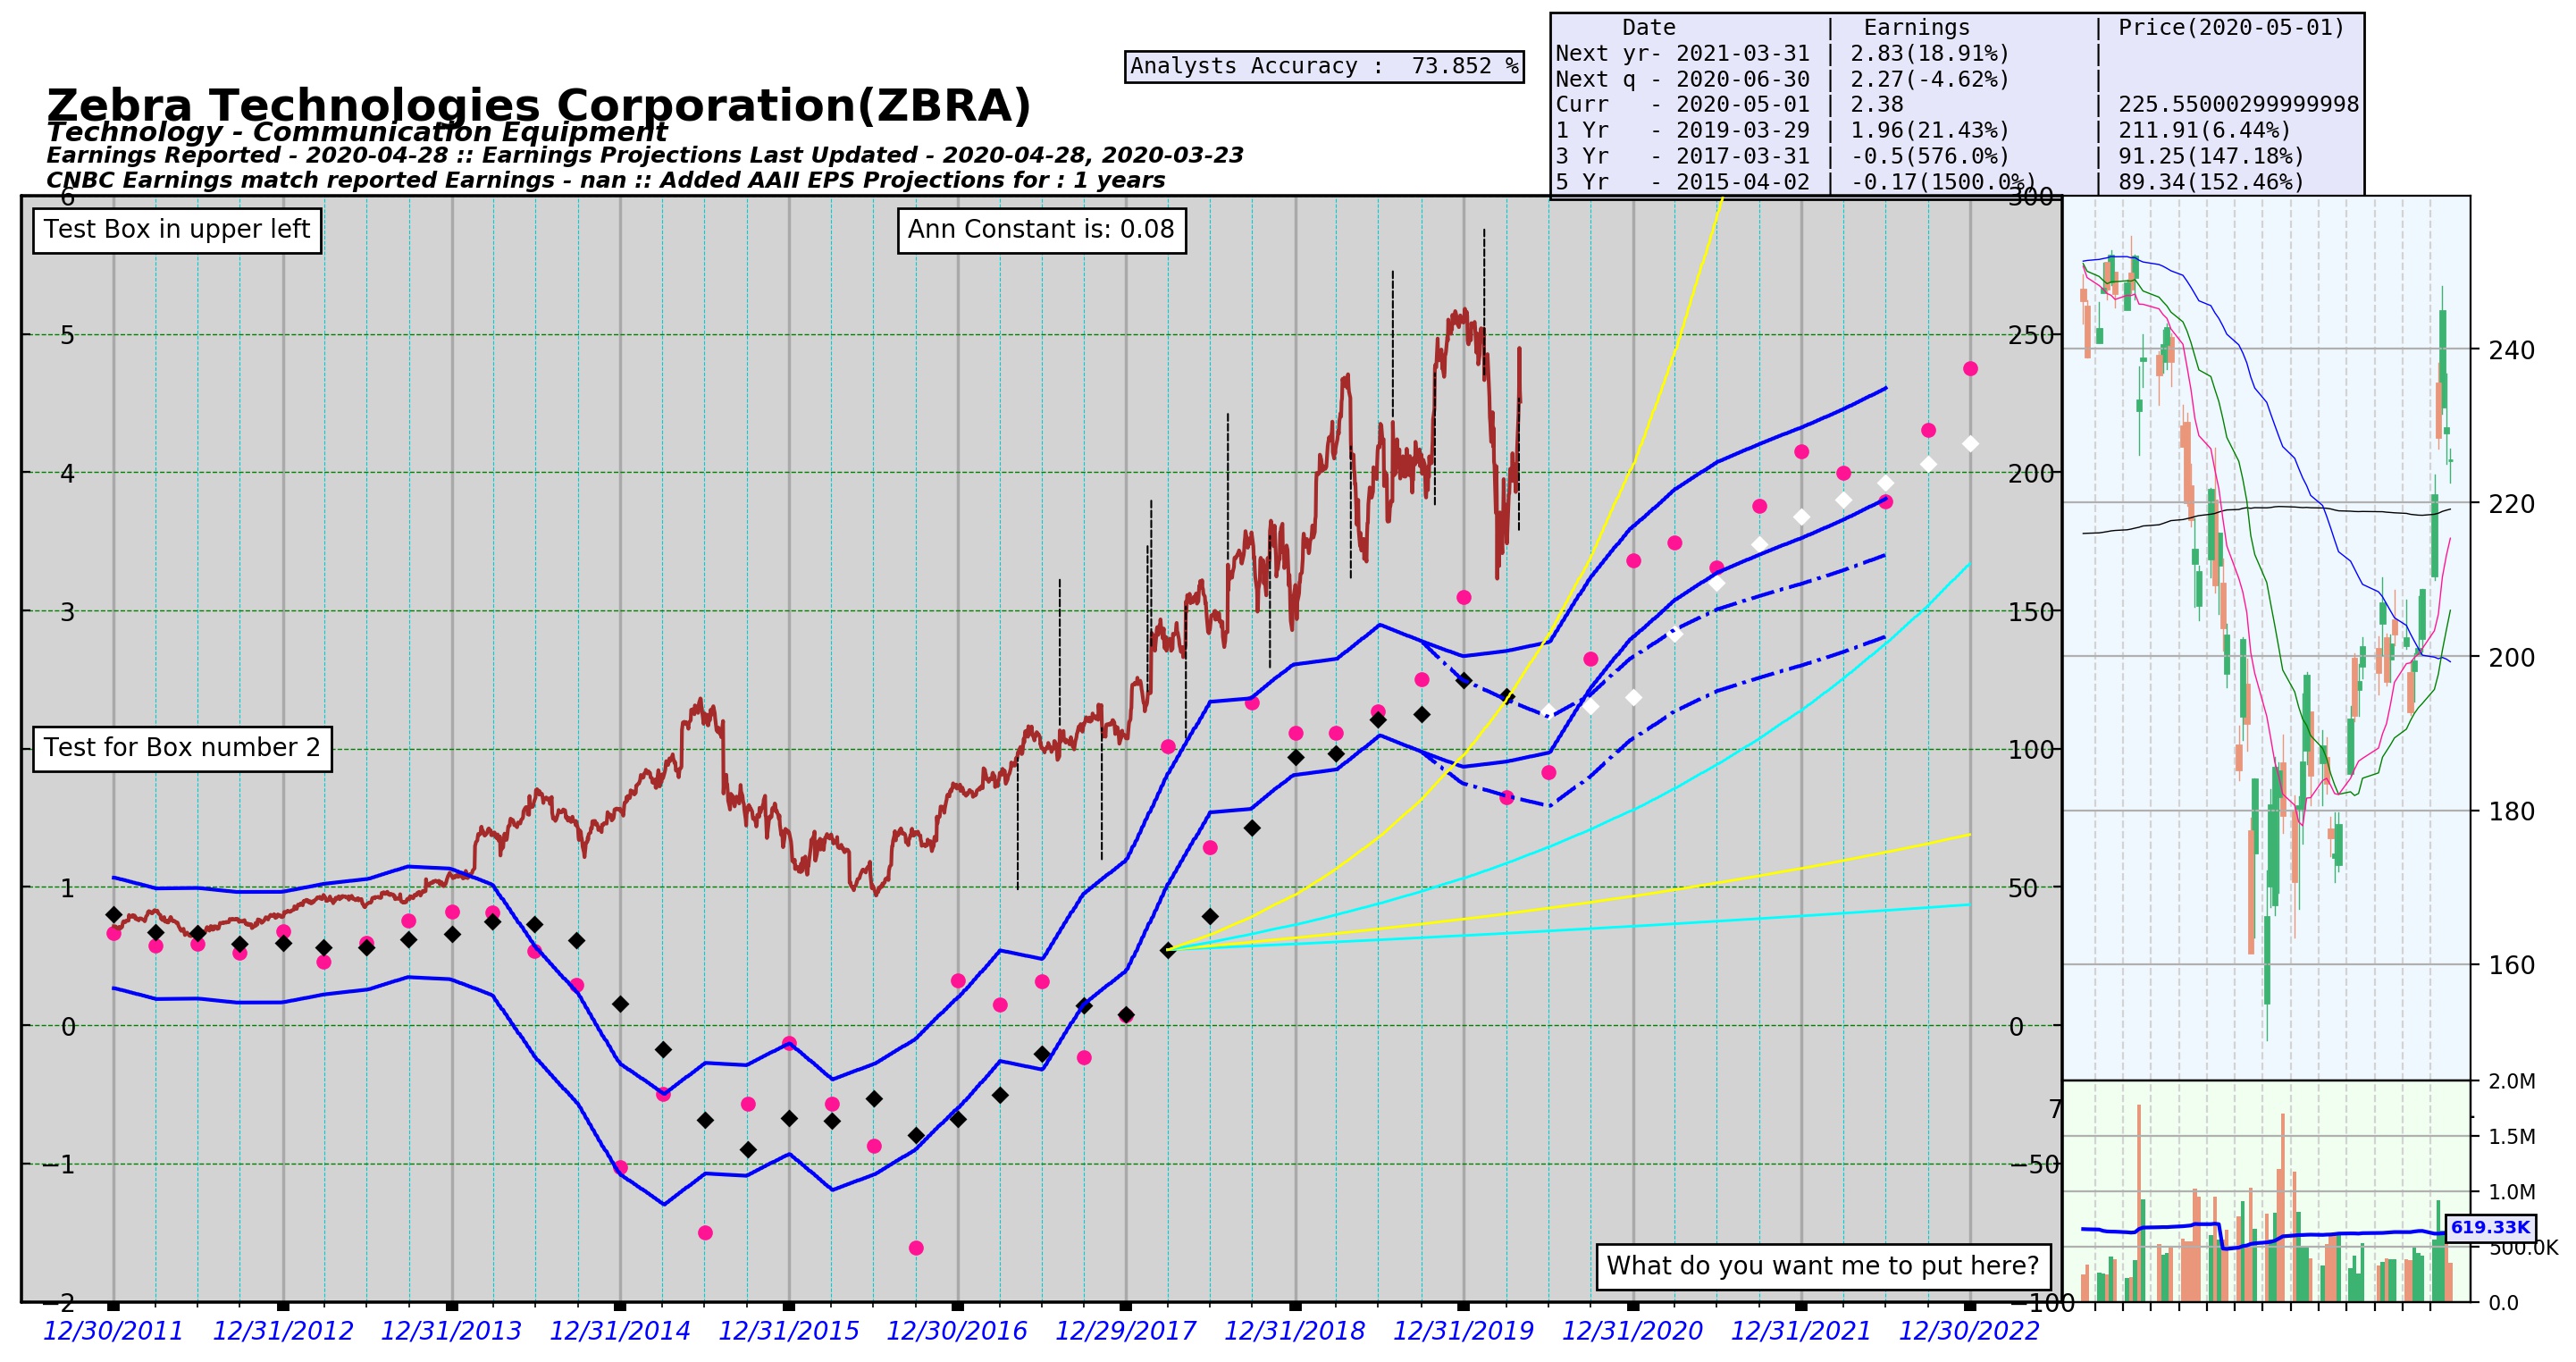 Date | Earnings | Price(2020-05-01)
Next yr- 2021-03-31 | 2.83(18.91%) |
Analysts Accuracy :  73.852 %
Next q - 2020-06-30 | 2.27(-4.62%) |
Zebra Technologies Corporation(ZBRA)
Curr   - 2020-05-01 | 2.38 | 225.55000299999998
Technology - Communication Equipment
1 Yr   - 2019-03-29 | 1.96(21.43%) | 211.91(6.44%)
Earnings Reported - 2020-04-28 :: Earnings Projections Last Updated - 2020-04-28, 2020-03-23
3 Yr   - 2017-03-31 | -0.5(576.0%) | 91.25(147.18%)
CNBC Earnings match reported Earnings - nan :: Added AAII EPS Projections for : 1 years
5 Yr   - 2015-04-02 | -0.17(1500.0%) | 89.34(152.46%)
6 300
Test Box in upper left
Ann Constant is: 0.08
5 250 240
4 200 220
3 150 200
Test for Box number 2
100
180
1 50
160
0 0
2.0M
7
1.5M
−1 −50
1.0M
619.33K
500.0K
What do you want me to put here?
−2 −100 0.0
12/30/2011 12/31/2012 12/31/2013 12/31/2014 12/31/2015 12/30/2016 12/29/2017 12/31/2018 12/31/2019 12/31/2020 12/31/2021 12/30/2022